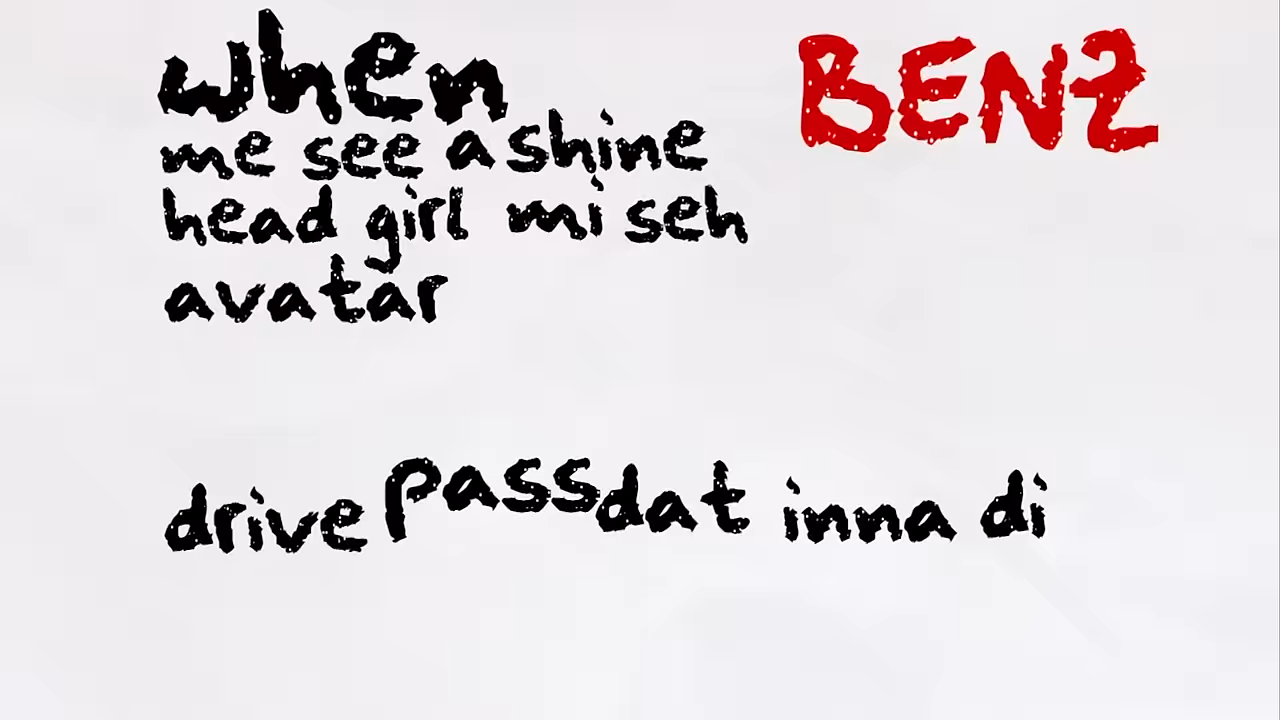 when
me see a shine
head girl mi seh
avatar
drive pass dat inna di
BENZ